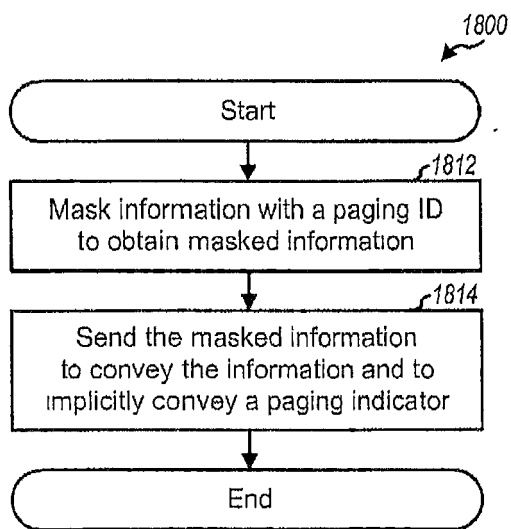 1800
Start
1812
Mask information with a paging ID
to obtain masked information
1814
Send the masked information
to convey the information and to
implicitly convey a paging indicator
End